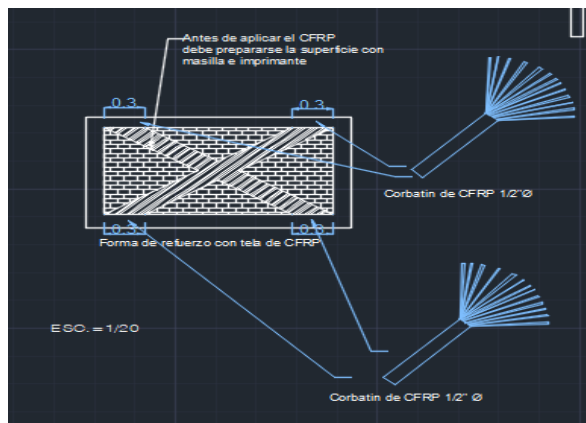 Antes de aplicar el CFRP
debe prepararse la superficie con
masilla e imprimante
0.3
0.3
Corbatin de CFRP 1/2"Ø
0.3
0.3
Forma de refuerzo con tela de CFRP
ESC. = 1/20
Corbatin de CFRP 1/2" Ø